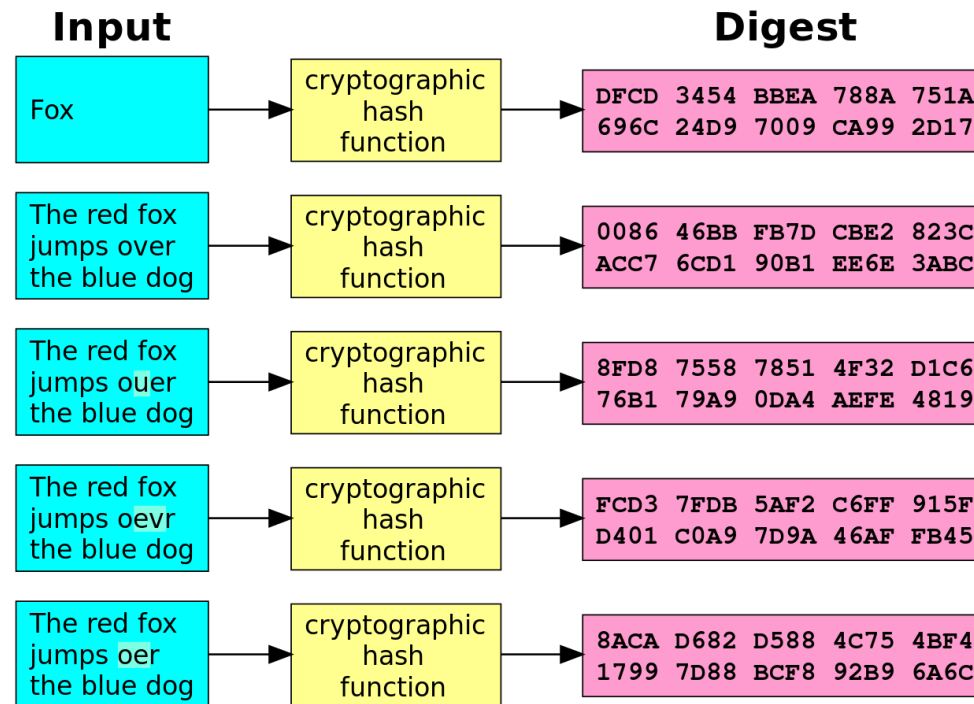 Input
Digest
Fox
cryptographic
hash
function
DFCD 3454 BBEA 788A 751A
696C 24D9 7009 CA99 2D17
The red fox
jumps over
the blue dog
cryptographic
hash
function
0086 46BB FB7D CBE2 823C
ACC7 6CD1 90B1 EE6E 3ABC
The red fox
jumps ouer
the blue dog
cryptographic
hash
function
8FD8 7558 7851 4F32 D1C6
76B1 79A9 0DA4 AEFE 4819
The red fox
jumps oevr
the blue dog
cryptographic
hash
function
FCD3 7FDB 5AF2 C6FF 915F
D401 C0A9 7D9A 46AF FB45
The red fox
jumps oer
the blue dog
cryptographic
hash
function
8ACA D682 D588 4C75 4BF4
1799 7D88 BCF8 92B9 6A6C